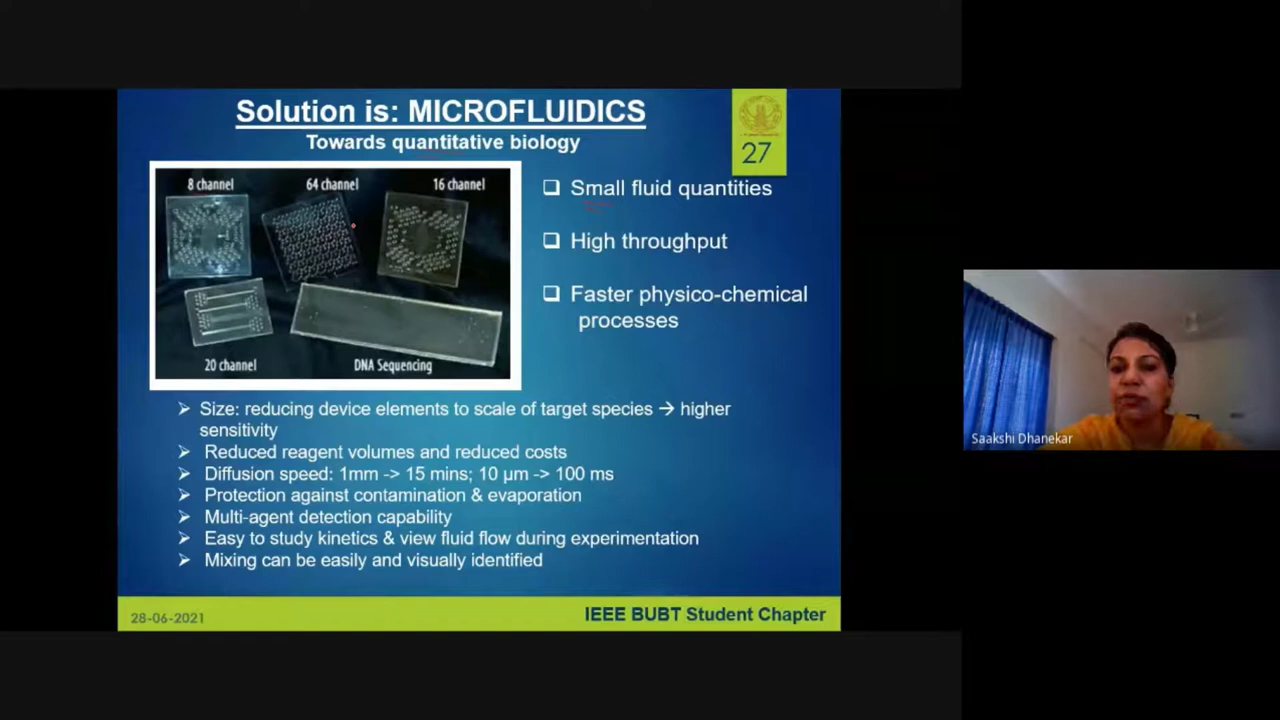 Solution is: MICROFLUIDICS
Towards quantitative biology
27
8 channel
64 channel
16 channel
20 channel
DNA Sequencing
❑ Small fluid quantities
❑ High throughput
❑ Faster physico-chemical
processes
➢ Size: reducing device elements to scale of target species → higher
sensitivity
➢ Reduced reagent volumes and reduced costs
➢ Diffusion speed: 1mm -> 15 mins; 10 µm -> 100 ms
➢ Protection against contamination & evaporation
➢ Multi-agent detection capability
➢ Easy to study kinetics & view fluid flow during experimentation
➢ Mixing can be easily and visually identified
28-06-2021
IEEE BUBT Student Chapter
Saakshi Dhanekar